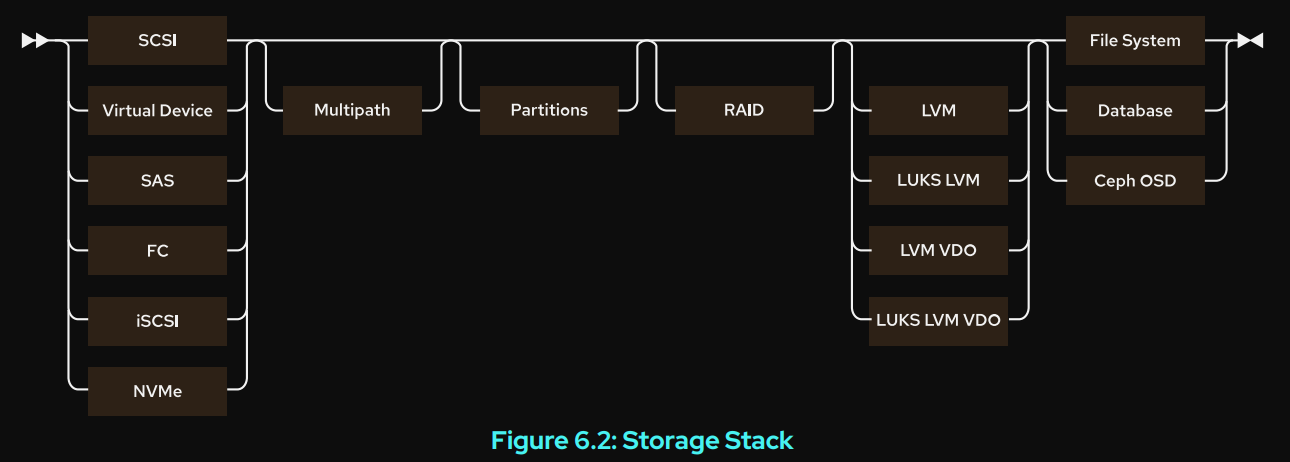 SCSI
Virtual Device
SAS
FC
iSCSI
NVMe
Multipath
Partitions
RAID
LVM
LUKS LVM
LVM VDO
LUKS LVM VDO
File System
Database
Ceph OSD
Figure 6.2: Storage Stack